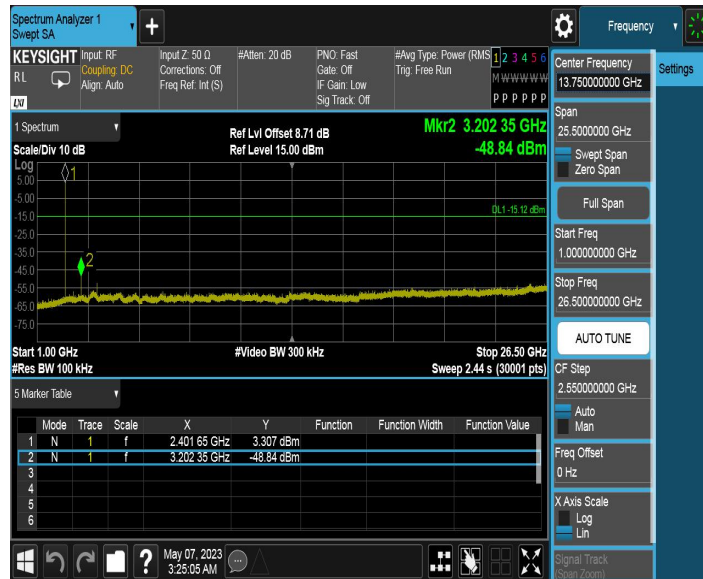 Spectrum Analyzer 1
Swept SA
+
Frequency
KEYSIGHT
RL
LXI
Input: RF
Coupling: DC
Align: Auto
Input Z: 50 Ω
Corrections: Off
Freq Ref: Int (S)
#Atten: 20 dB
PNO: Fast
Gate: Off
IF Gain: Low
Sig Track: Off
#Avg Type: Power (RMS
Trig: Free Run
1 2 3 4 5 6
M W W W W W
P P P P P P
Center Frequency
13.750000000 GHz
Settings
1 Spectrum
Scale/Div 10 dB
Ref Lvl Offset 8.71 dB
Ref Level 15.00 dBm
Mkr2 3.202 35 GHz
-48.84 dBm
Span
25.5000000 GHz
Swept Span
Zero Span
Full Span
Start Freq
1.000000000 GHz
Stop Freq
26.500000000 GHz
AUTO TUNE
CF Step
2.550000000 GHz
Auto
Man
Freq Offset
0 Hz
X Axis Scale
Log
Lin
Signal Track
(Span Zoom)
Log
5.00
-5.00
-15.0
-25.0
-35.0
-45.0
-55.0
-65.0
-75.0
1
2
DL1 -15.12 dBm
Start 1.00 GHz
#Video BW 300 kHz
Stop 26.50 GHz
#Res BW 100 kHz
Sweep 2.44 s (30001 pts)
5 Marker Table
Mode Trace Scale X Y Function Function Width Function Value
1 N 1 f 2.401 65 GHz 3.307 dBm
2 N 1 f 3.202 35 GHz -48.84 dBm
3
4
5
6
?
May 07, 2023
3:25:05 AM